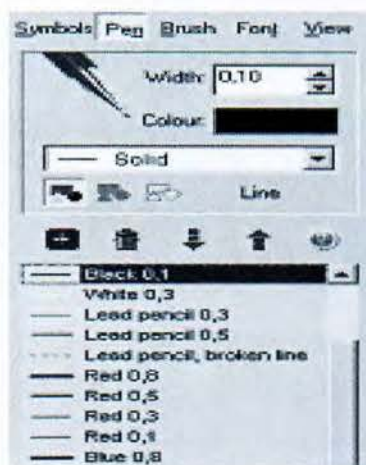 Symbols Pen Brush Font View
Width: 0,10
Colour:
Solid
Line
Black 0,1
White 0,3
Lead pencil 0,3
Lead pencil 0,5
Lead pencil, broken line
Red 0,8
Red 0,5
Red 0,3
Red 0,1
Blue 0,8